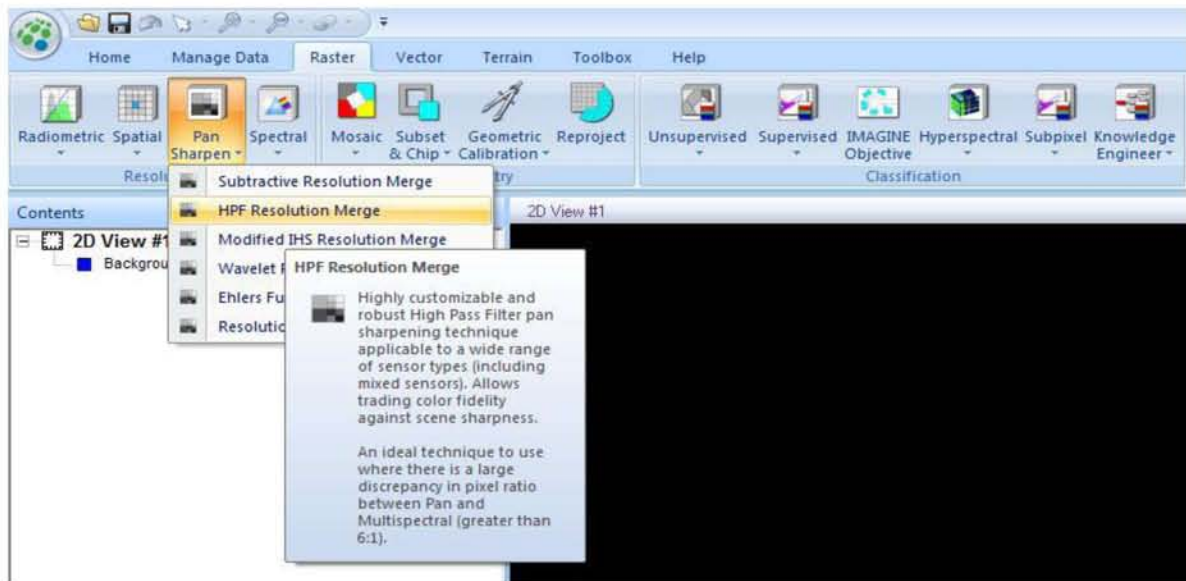 Home Manage Data Raster Vector Terrain Toolbox Help
Radiometric Spatial Pan Sharpen Spectral Mosaic Subset & Chip Geometric Calibration Reproject Unsupervised Supervised IMAGINE Objective Hyperspectral Subpixel Knowledge Engineer
Classification
Subtractive Resolution Merge
HPF Resolution Merge
Modified IHS Resolution Merge
Wavelet
Ehlers Fu
Resolutio
Contents
2D View #1
Backgrou
2D View #1
HPF Resolution Merge
Highly customizable and
robust High Pass Filter pan
sharpening technique
applicable to a wide range
of sensor types (including
mixed sensors). Allows
trading color fidelity
against scene sharpness.
An ideal technique to use
where there is a large
discrepancy in pixel ratio
between Pan and
Multispectral (greater than
6:1).